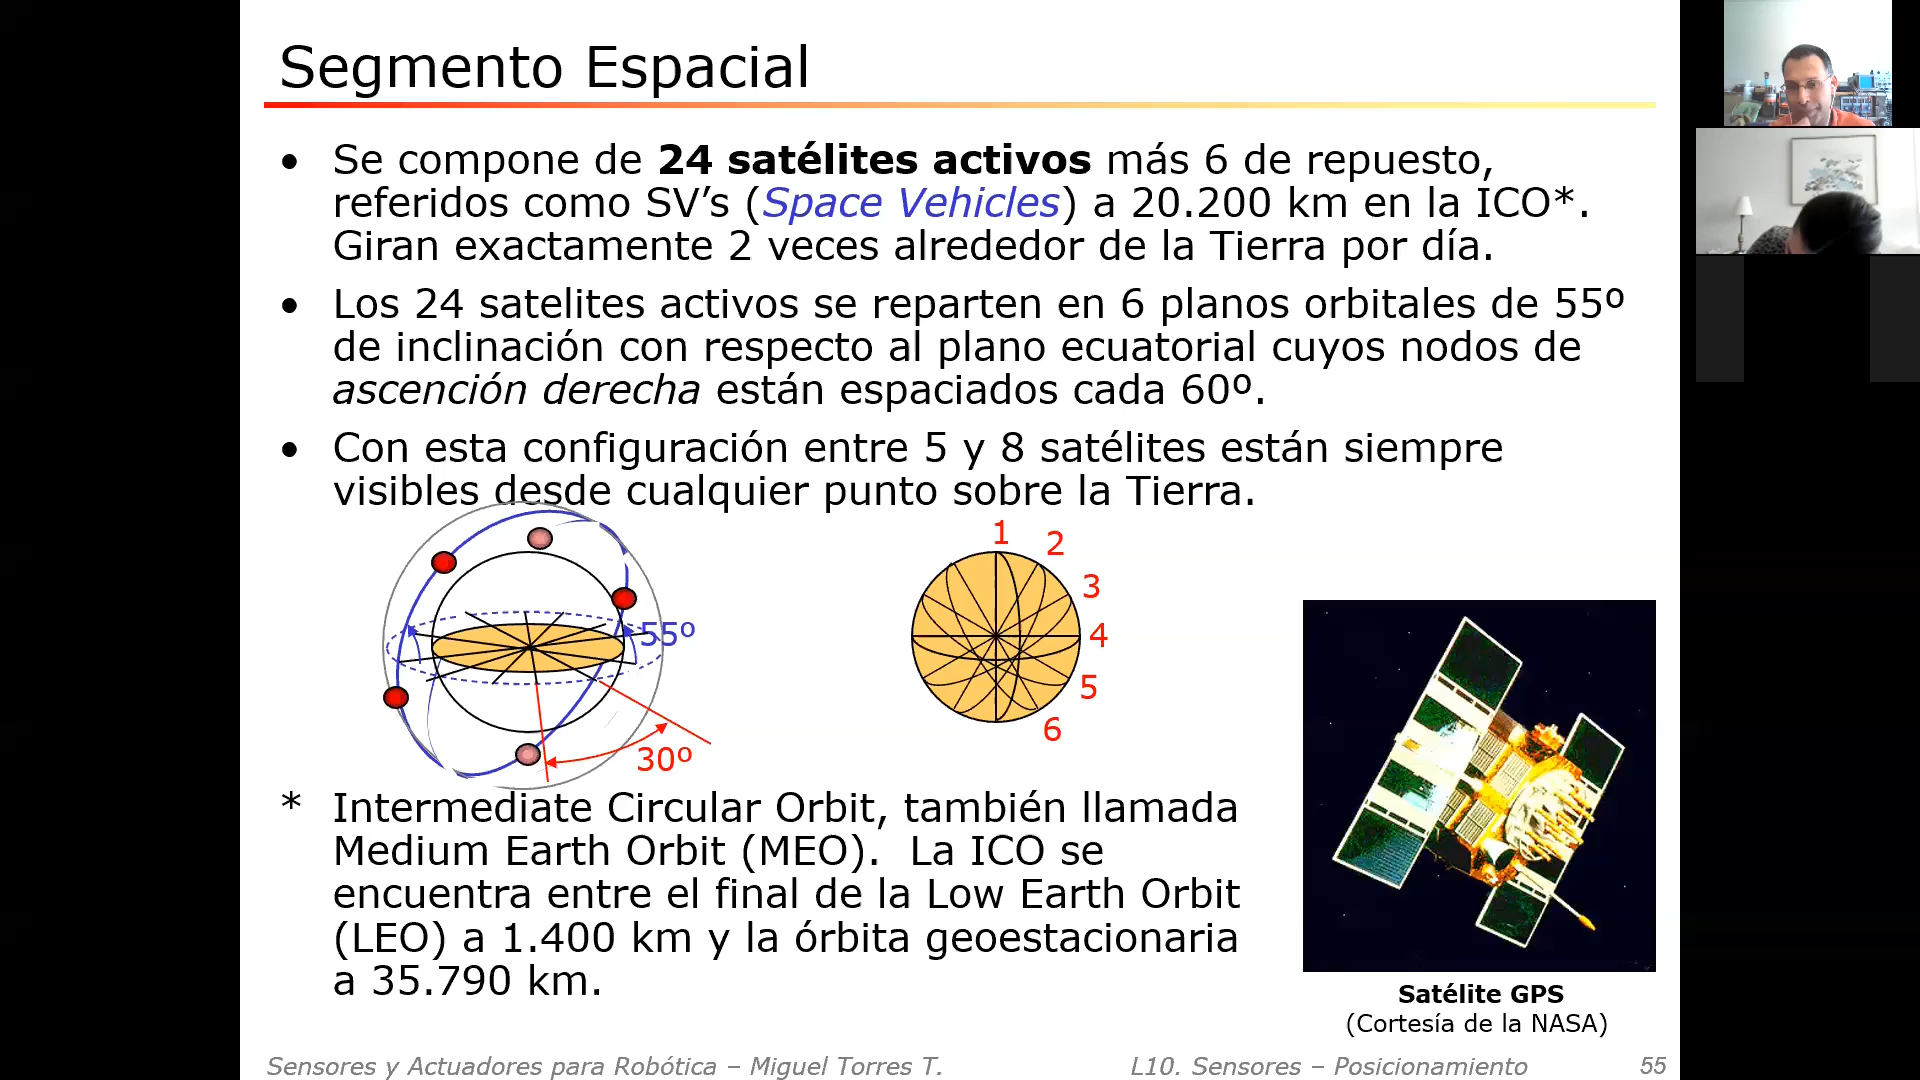 Segmento Espacial
• Se compone de 24 satélites activos más 6 de repuesto,
referidos como SV’s (Space Vehicles) a 20.200 km en la ICO*.
Giran exactamente 2 veces alrededor de la Tierra por día.
• Los 24 satelites activos se reparten en 6 planos orbitales de 55º
de inclinación con respecto al plano ecuatorial cuyos nodos de
ascención derecha están espaciados cada 60º.
• Con esta configuración entre 5 y 8 satélites están siempre
visibles desde cualquier punto sobre la Tierra.
55º
30º
1
2
3
4
5
6
* Intermediate Circular Orbit, también llamada
Medium Earth Orbit (MEO). La ICO se
encuentra entre el final de la Low Earth Orbit
(LEO) a 1.400 km y la órbita geoestacionaria
a 35.790 km.
Satélite GPS
(Cortesía de la NASA)
Sensores y Actuadores para Robótica – Miguel Torres T.
L10. Sensores – Posicionamiento
55